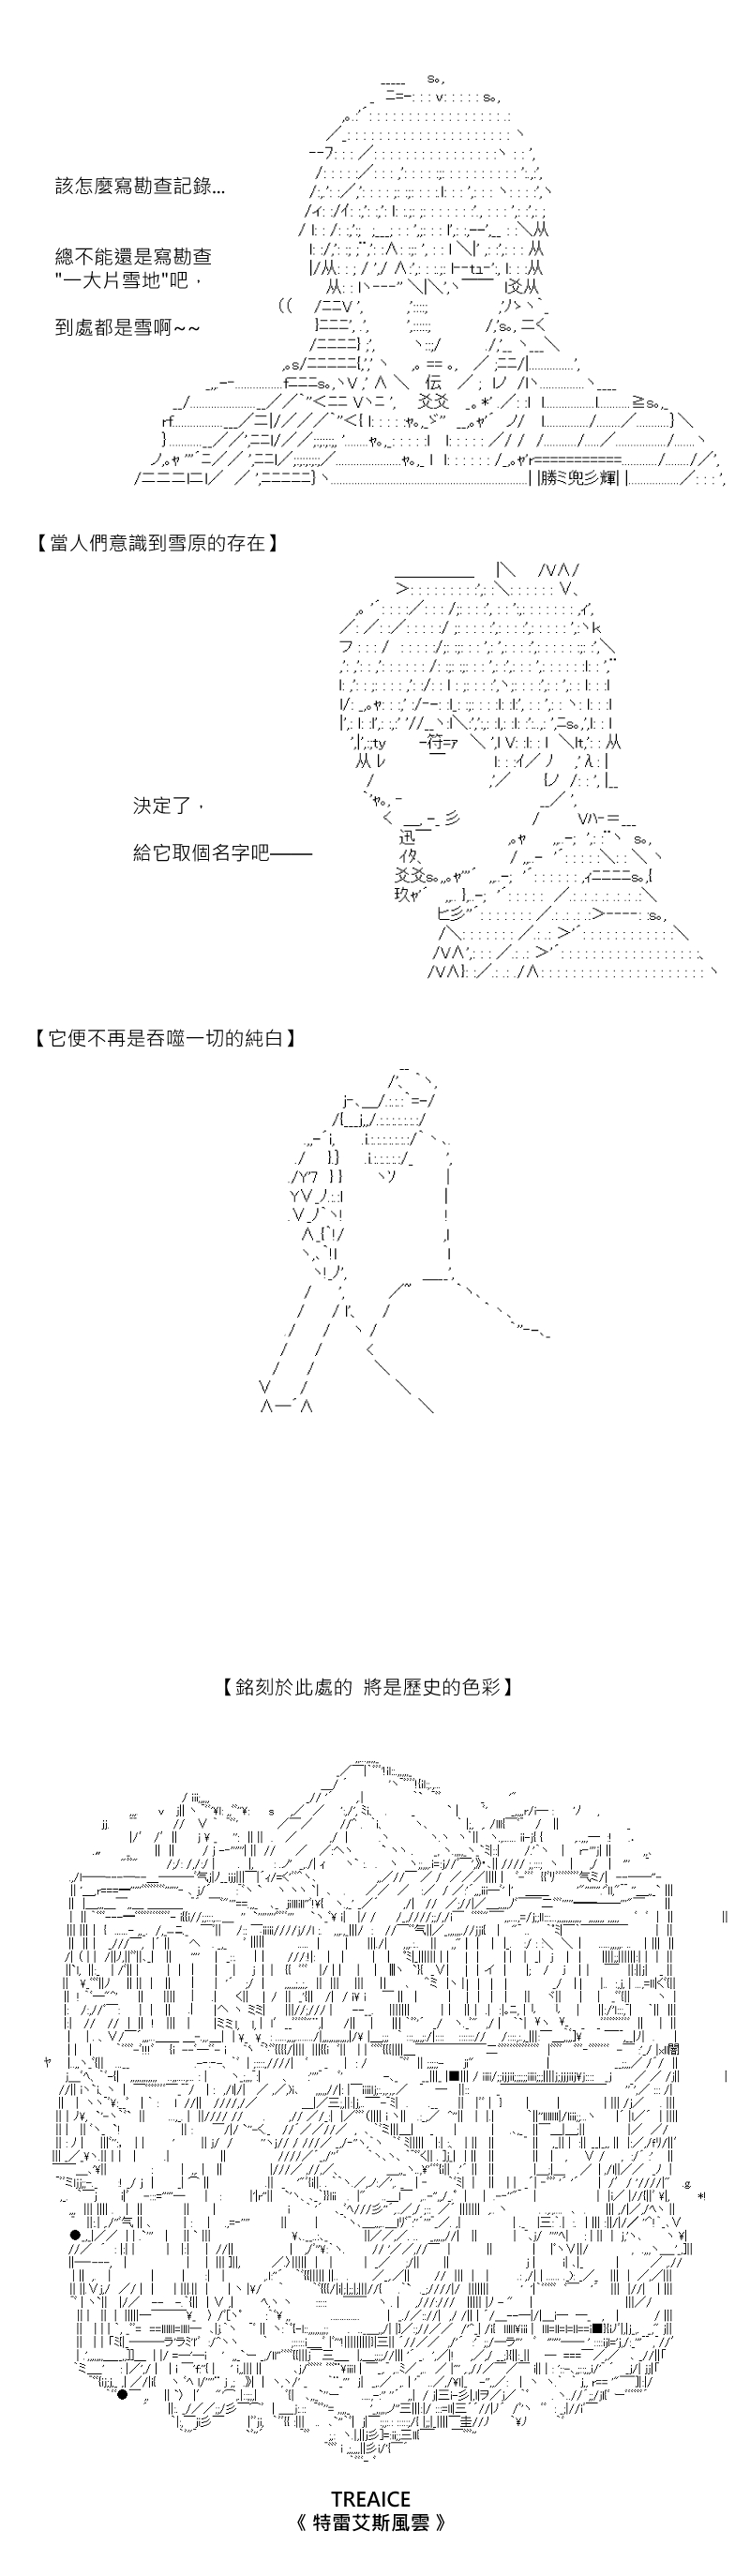 該怎麼寫勘查記錄...
總不能還是寫勘查
"一大片雪地"吧，
到處都是雪啊~~
【當人們意識到雪原的存在】
決定了，
給它取個名字吧——
【它便不再是吞噬一切的純白】
【銘刻於此處的 將是歷史的色彩】
TREAICE
《 特雷艾斯風雲 》